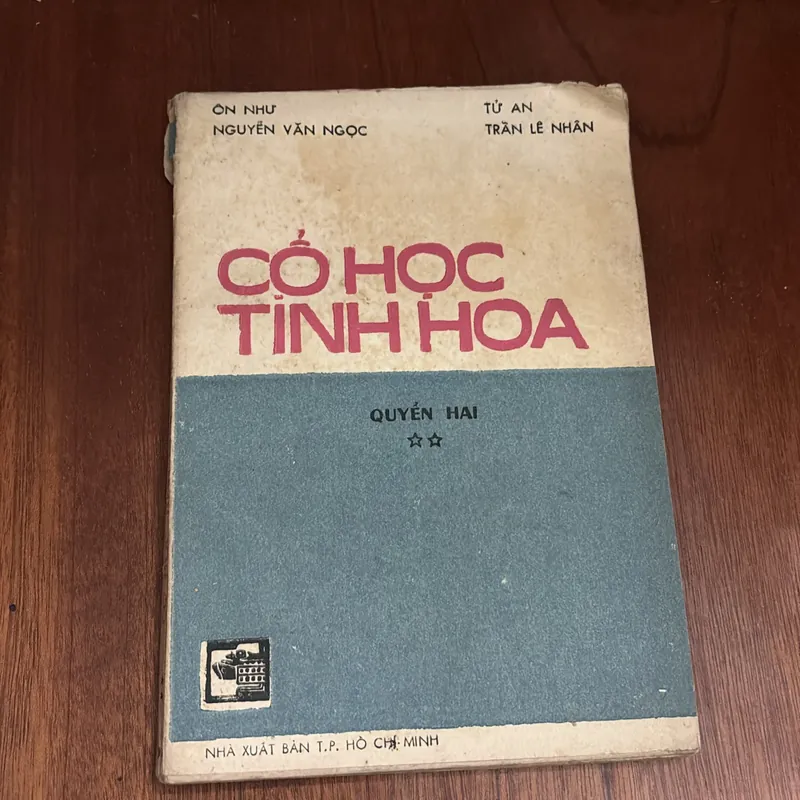 ÔN NHƯ
NGUYỄN VĂN NGỌC
TỬ AN
TRẦN LÊ NHÂN
CỔ HỌC
TINH HOA
QUYỂN HAI
NHÀ XUẤT BẢN T.P. HỒ CHÍ MINH